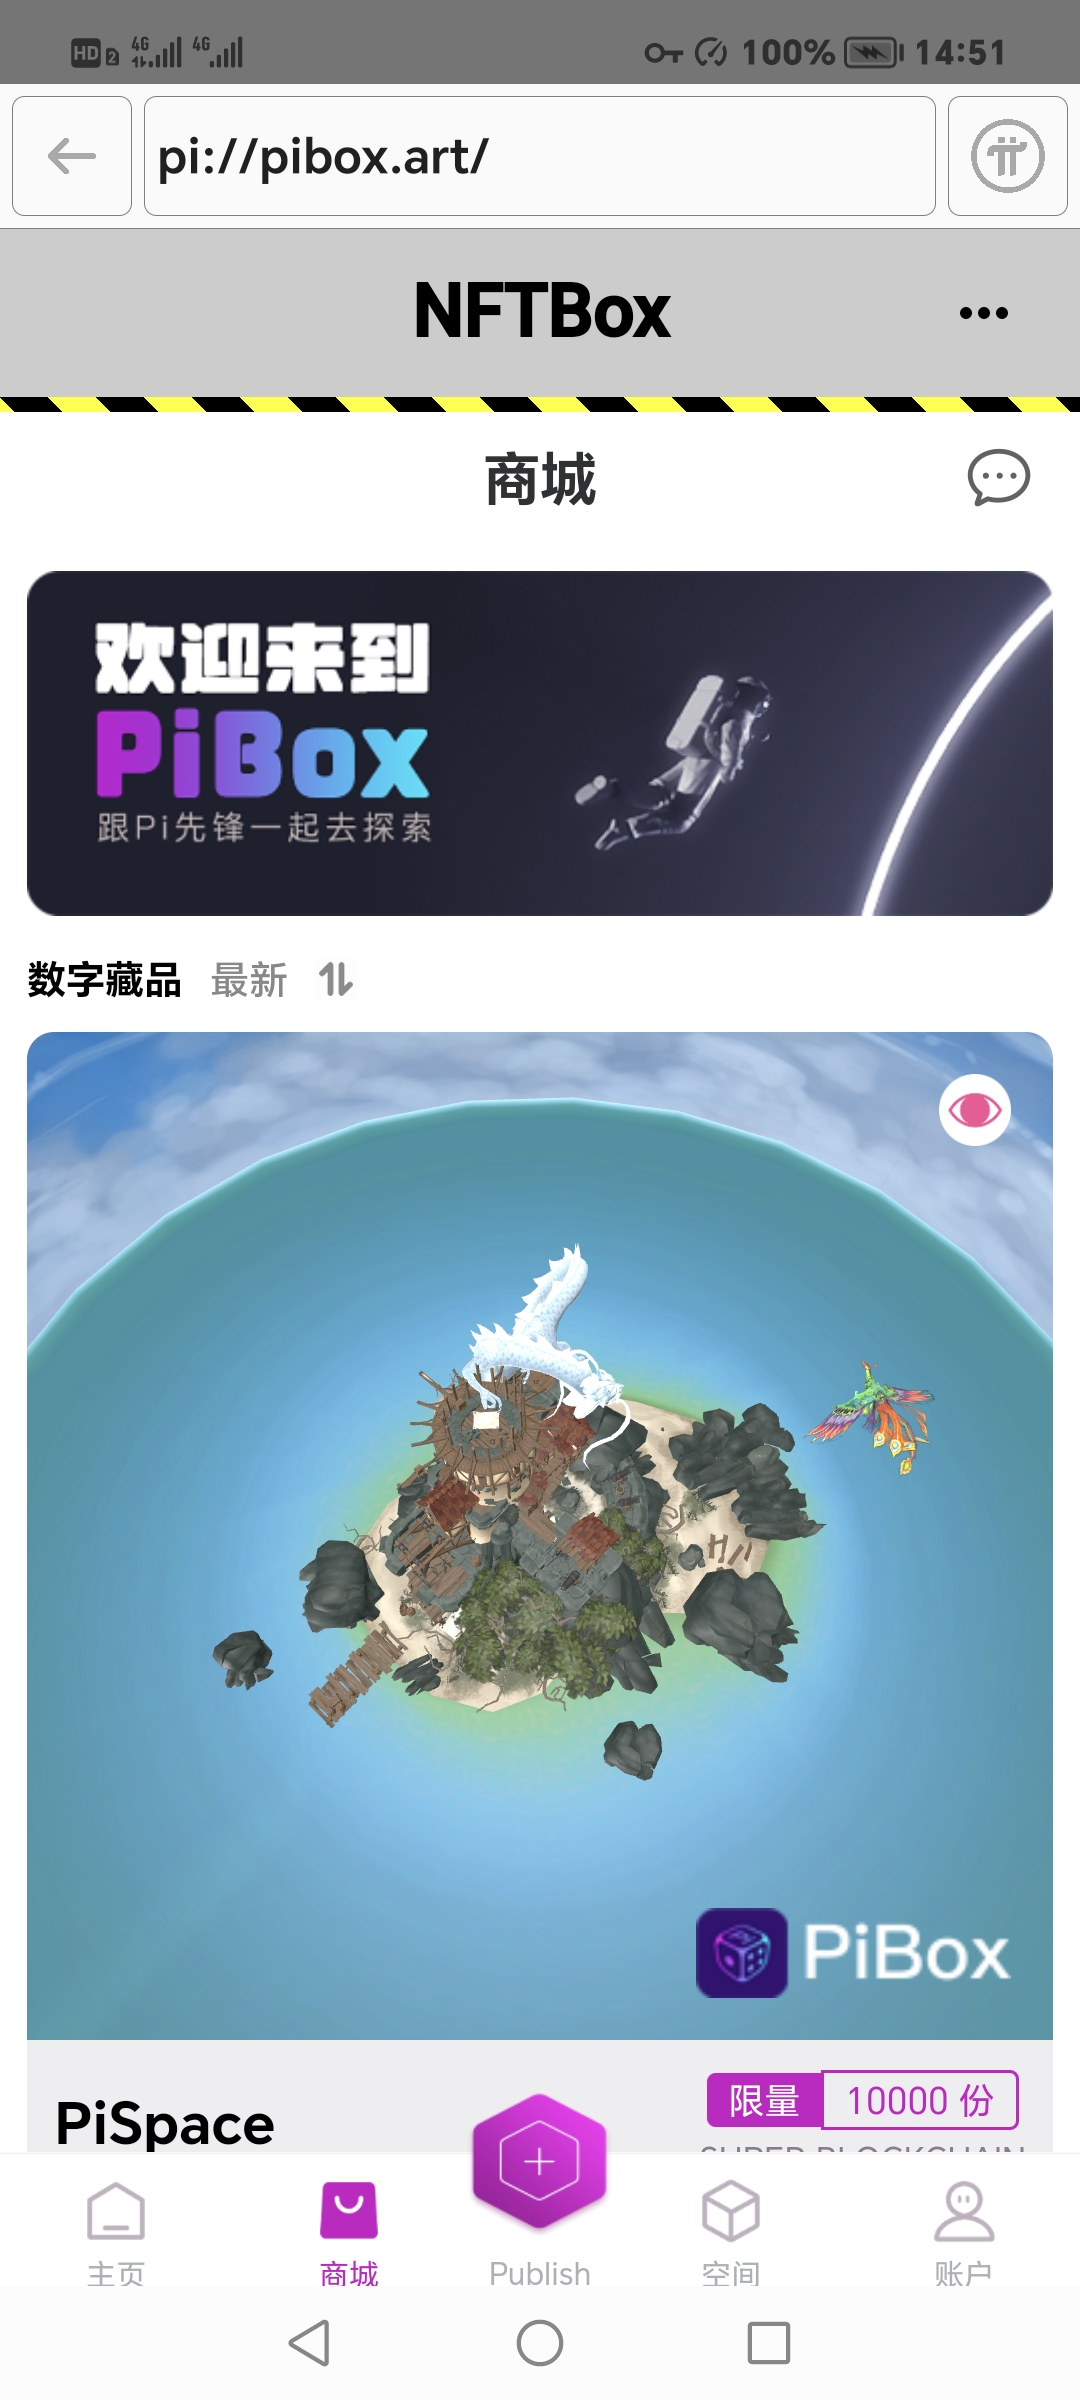 HD 2 4G 4G 100% 14:51
pi://pibox.art/
NFTBox
商城
欢迎来到
PiBox
跟Pi先锋一起去探索
数字藏品 最新
PiBox
PiSpace
限量 10000 份
SUPER BLOCKCHAIN
主页 商城 Publish 空间 账户